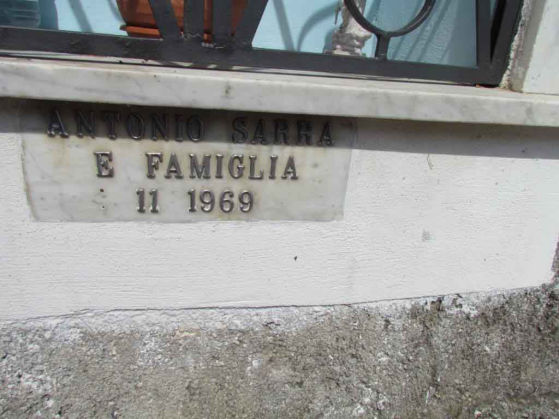 ANTONIO SARRA
E FAMIGLIA
11 1969